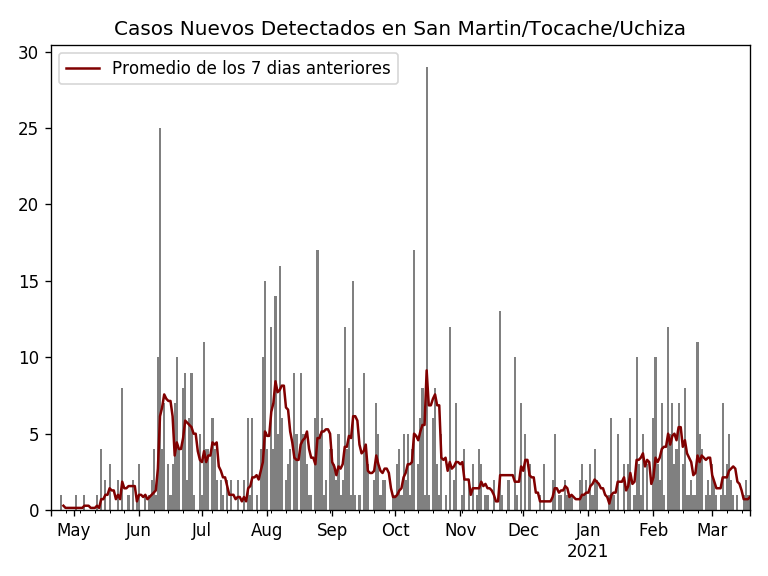 Casos Nuevos Detectados en San Martin/Tocache/Uchiza
Promedio de los 7 dias anteriores
30
25
20
15
10
5
0
May Jun Jul Aug Sep Oct Nov Dec Jan Feb Mar
2021